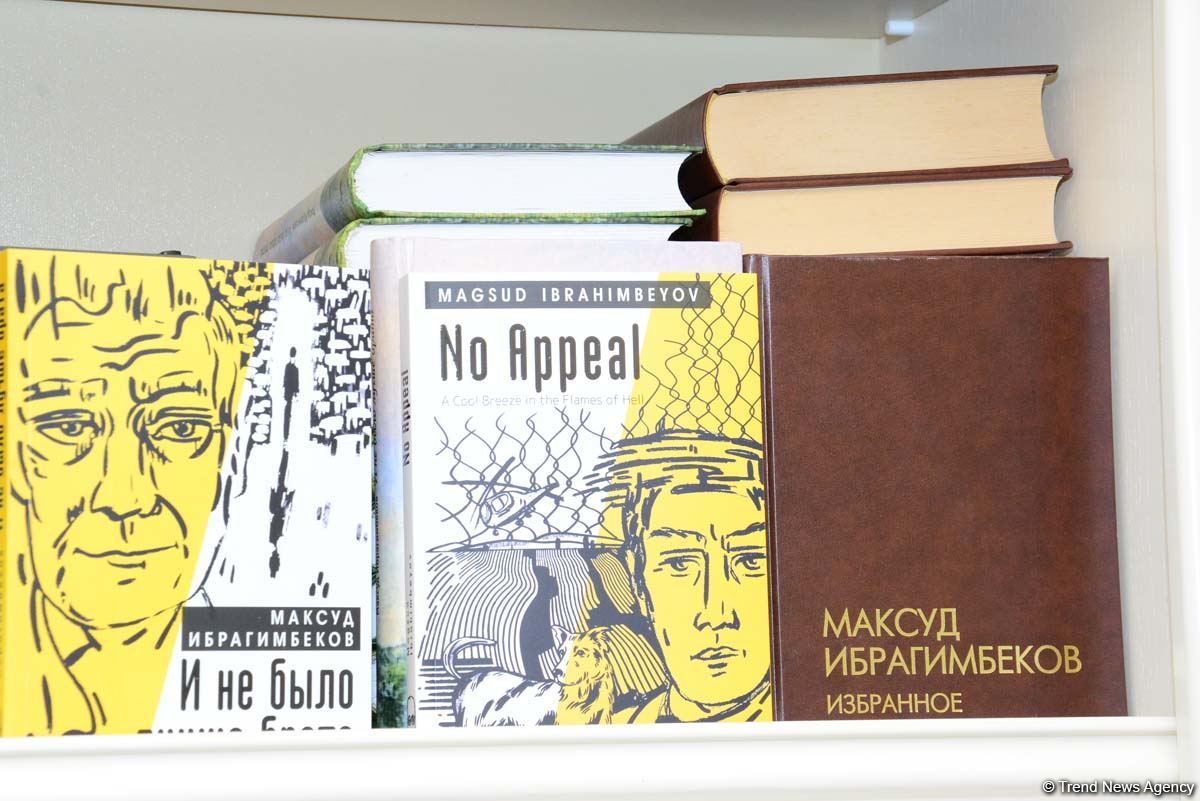 МАКСУД
ИБРАГИМБЕКОВ
И не было
MAGSUD IBRAHIMBEYOV
No Appeal
A Cool Breeze in the Flames of Hell
No Appeal
МАКСУД
ИБРАГИМБЕКОВ
ИЗБРАННОЕ
© Trend News Agency